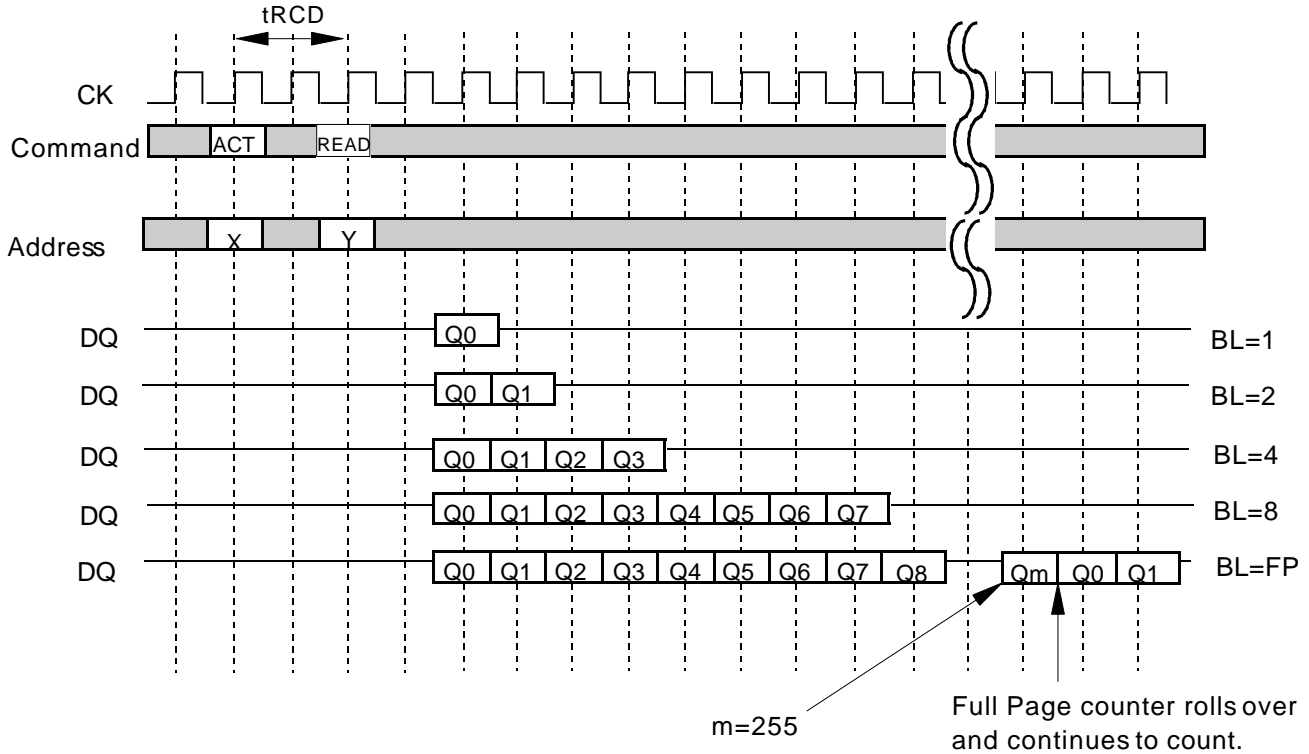 tRCD
CK
Command ACT READ
Address X Y
DQ Q0 BL=1
DQ Q0 Q1 BL=2
DQ Q0 Q1 Q2 Q3 BL=4
DQ Q0 Q1 Q2 Q3 Q4 Q5 Q6 Q7 BL=8
DQ Q0 Q1 Q2 Q3 Q4 Q5 Q6 Q7 Q8 Qm Q0 Q1 BL=FP
m=255
Full Page counter rolls over
and continues to count.